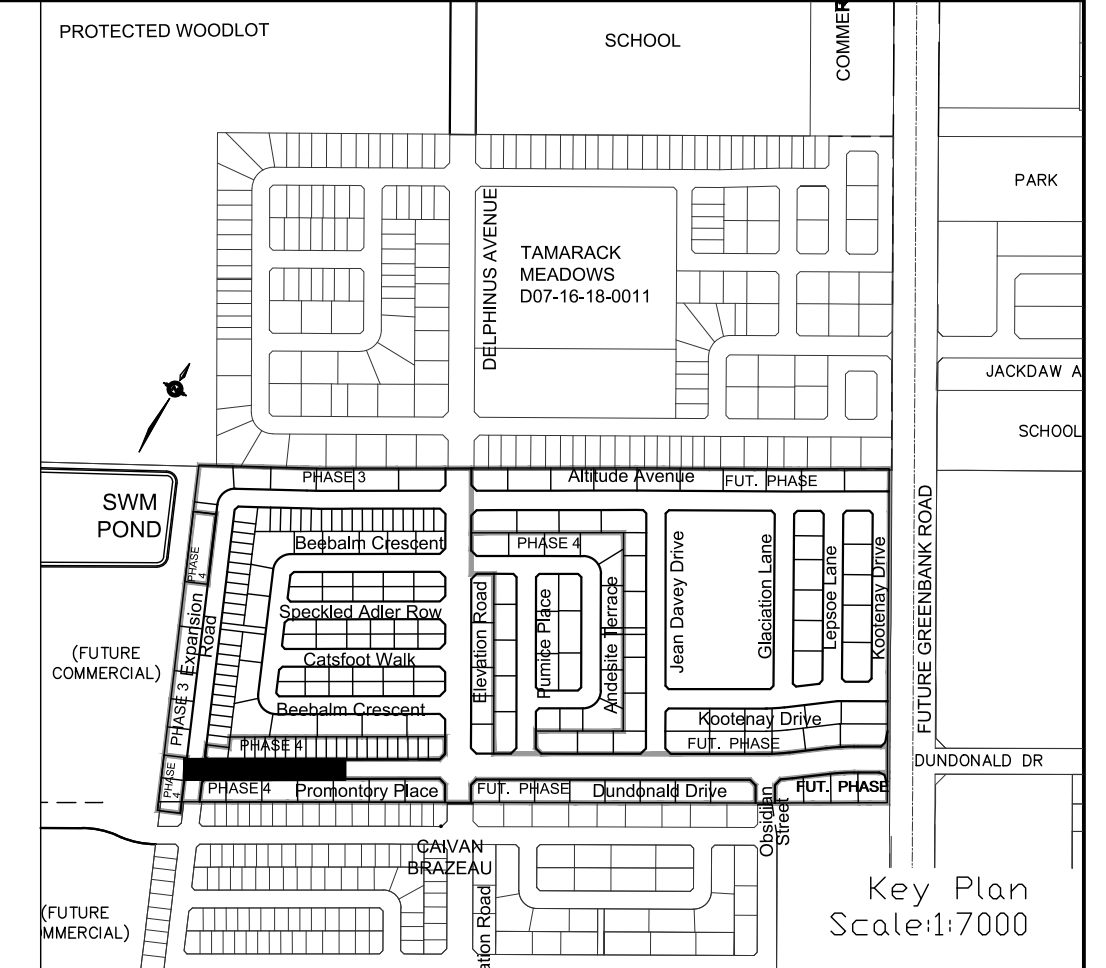 PROTECTED WOODLOT
SCHOOL
COMMER
PARK
DELPHINUS AVENUE
TAMARACK
MEADOWS
D07-16-18-0011
JACKDAW A
SCHOOL
SWM
POND
PHASE 3
Altitude Avenue
FUT. PHASE
Beebalm Crescent
PHASE 4
PHASE
4
Speckled Adler Row
Catsfoot Walk
Beebalm Crescent
Expansion
Road
PHASE 3
(FUTURE
COMMERCIAL)
Elevation Road
Pumice Place
Andesite Terrace
Jean Davey Drive
Glaciation Lane
Lepsoe Lane
Kootenay Drive
FUTURE GREENBANK ROAD
Kootenay Drive
FUT. PHASE
PHASE 4
DUNDONALD DR
PHASE
4
PHASE 4
Promontory Place
FUT. PHASE
Dundonald Drive
FUT. PHASE
Obsidian
Street
CAIVAN
BRAZEAU
ation Road
(FUTURE
MMERCIAL)
Key Plan
Scale:1:7000